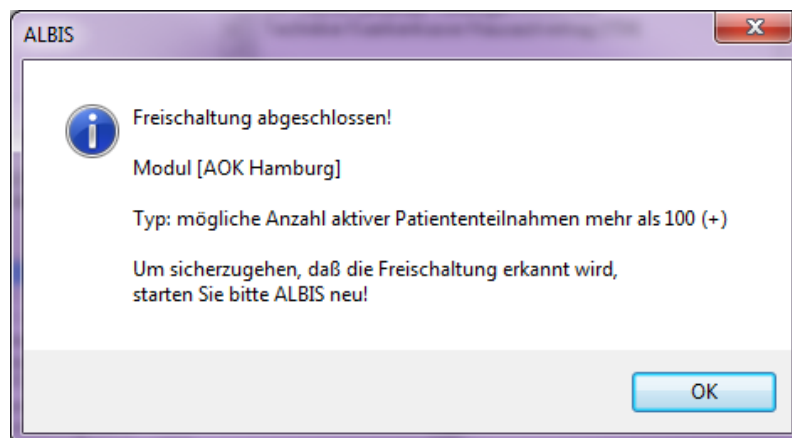 ALBIS
Freischaltung abgeschlossen!
Modul [AOK Hamburg]
Typ: mögliche Anzahl aktiver Patiententeilnahmen mehr als 100 (+)
Um sicherzugehen, daß die Freischaltung erkannt wird,
starten Sie bitte ALBIS neu!
OK